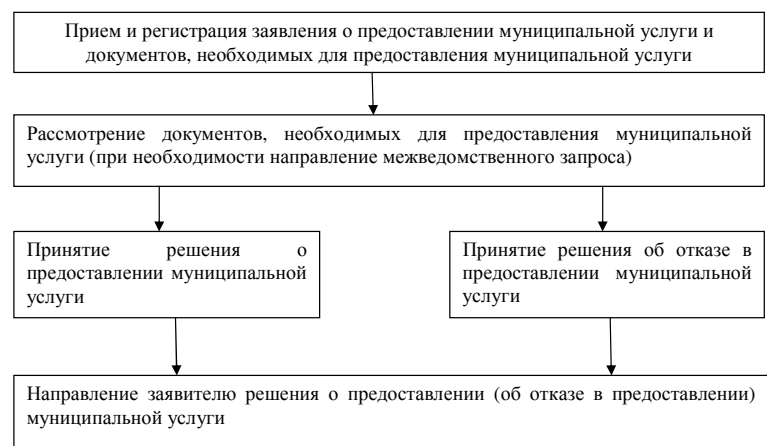 Прием и регистрация заявления о предоставлении муниципальной услуги и
документов, необходимых для предоставления муниципальной услуги
Рассмотрение документов, необходимых для предоставления муниципальной
услуги (при необходимости направление межведомственного запроса)
Принятие решения о
предоставлении муниципальной
услуги
Принятие решения об отказе в
предоставлении муниципальной
услуги
Направление заявителю решения о предоставлении (об отказе в предоставлении)
муниципальной услуги